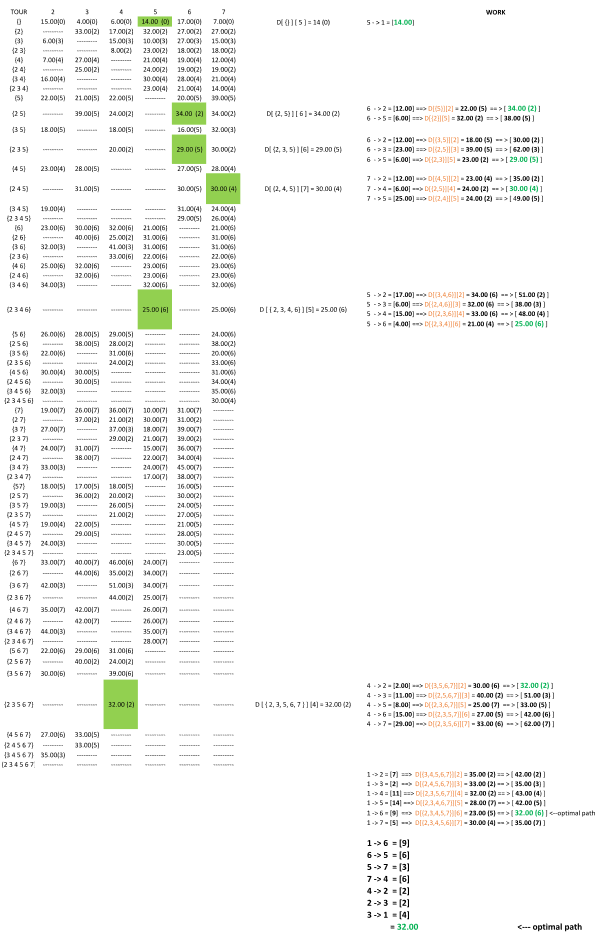 TOUR 2 3 4 5 6 7 WORK
{} 15.00(0) 4.00(0) 6.00(0) 14.00 (0) 17.00(0) 7.00(0) D[ {} ] [ 5 ] = 14 (0) 5 - > 1 = [14.00]
{2} --------- 33.00(2) 17.00(2) 32.00(2) 27.00(2) 27.00(2)
{3} 6.00(3) --------- 15.00(3) 10.00(3) 27.00(3) 15.00(3)
{2 3} --------- --------- 8.00(2) 23.00(2) 18.00(2) 18.00(2)
{4} 7.00(4) 27.00(4) --------- 21.00(4) 19.00(4) 12.00(4)
{2 4} --------- 25.00(2) --------- 24.00(2) 19.00(2) 19.00(2)
{3 4} 16.00(4) --------- --------- 30.00(4) 28.00(4) 21.00(4)
{2 3 4} --------- --------- --------- 23.00(4) 21.00(4) 14.00(4)
{5} 22.00(5) 21.00(5) 22.00(5) --------- 20.00(5) 39.00(5)
{2 5} --------- 39.00(5) 24.00(2) --------- 34.00 (2) 34.00(2) D[ {2, 5} ] [ 6 ] = 34.00 (2)
6 - > 2 = [12.00] ==> D[{5}][2] = 22.00 (5) ==> [ 34.00 (2) ]
6 - > 5 = [6.00] ==> D[{2}][5] = 32.00 (2) == > [ 38.00 (5) ]
{3 5} 18.00(5) --------- 18.00(5) --------- 16.00(5) 32.00(3)
{2 3 5} --------- --------- 20.00(2) --------- 29.00 (5) 30.00(2) D[ {2, 3, 5} ] [6] = 29.00 (5)
6 - > 2 = [12.00] ==> D[{3,5}][2] = 18.00 (5) == > [ 30.00 (2) ]
6 - > 3 = [23.00] ==> D[{2,5}][3] = 39.00 (5) == > [ 62.00 (3) ]
6 - > 5 = [6.00] ==> D[{2,3}][5] = 23.00 (2) == > [ 29.00 (5) ]
{4 5} 23.00(4) 28.00(5) --------- --------- 27.00(5) 28.00(4)
{2 4 5} --------- 31.00(5) --------- --------- 30.00(5) 30.00 (4) D[ {2, 4, 5} ] [7] = 30.00 (4)
7 - > 2 = [12.00] ==> D[{4,5}][2] = 23.00 (4) == > [ 35.00 (2) ]
7 - > 4 = [6.00] ==> D[{2,5}][4] = 24.00 (2) == > [ 30.00 (4) ]
7 - > 5 = [25.00] ==> D[{2,4}][5] = 24.00 (2) == > [ 49.00 (5) ]
{3 4 5} 19.00(4) --------- --------- --------- 31.00(4) 24.00(4)
{2 3 4 5} --------- --------- --------- --------- 29.00(5) 26.00(4)
{6} 23.00(6) 30.00(6) 32.00(6) 21.00(6) --------- 21.00(6)
{2 6} --------- 40.00(6) 25.00(2) 31.00(6) --------- 31.00(6)
{3 6} 32.00(3) --------- 41.00(3) 31.00(6) --------- 31.00(6)
{2 3 6} --------- --------- 33.00(6) 22.00(6) --------- 22.00(6)
{4 6} 25.00(6) 32.00(6) --------- 23.00(6) --------- 23.00(6)
{2 4 6} --------- 32.00(6) --------- 23.00(6) --------- 23.00(6)
{3 4 6} 34.00(3) --------- --------- 32.00(6) --------- 32.00(6)
{2 3 4 6} --------- --------- --------- 25.00 (6) --------- 25.00(6) D [ { 2, 3, 4, 6} ] [5] = 25.00 (6)
5 - > 2 = [17.00] ==> D[{3,4,6}][2] = 34.00 (6) == > [ 51.00 (2) ]
5 - > 3 = [6.00] ==> D[{2,4,6}][3] = 32.00 (6) == > [ 38.00 (3) ]
5 - > 4 = [15.00] ==> D[{2,3,6}][4] = 33.00 (6) == > [ 48.00 (4) ]
5 - > 6 = [4.00] ==> D[{2,3,4}][6] = 21.00 (4) == > [ 25.00 (6) ]
{5 6} 26.00(6) 28.00(5) 29.00(5) --------- --------- 24.00(6)
{2 5 6} --------- 38.00(5) 28.00(2) --------- --------- 38.00(2)
{3 5 6} 22.00(6) --------- 31.00(6) --------- --------- 20.00(6)
{2 3 5 6} --------- --------- 24.00(2) --------- --------- 33.00(6)
{4 5 6} 30.00(4) 30.00(5) --------- --------- --------- 31.00(6)
{2 4 5 6} --------- 30.00(5) --------- --------- --------- 34.00(4)
{3 4 5 6} 32.00(3) --------- --------- --------- --------- 35.00(6)
{2 3 4 5 6} --------- --------- --------- --------- --------- 30.00(4)
{7} 19.00(7) 26.00(7) 36.00(7) 10.00(7) 31.00(7) ---------
{2 7} --------- 37.00(2) 21.00(2) 30.00(7) 31.00(2) ---------
{3 7} 27.00(3) --------- 37.00(3) 18.00(7) 39.00(7) ---------
{2 3 7} --------- --------- 29.00(2) 21.00(7) 39.00(2) ---------
{4 7} 24.00(7) 31.00(7) --------- 15.00(7) 36.00(7) ---------
{2 4 7} --------- 38.00(7) --------- 22.00(7) 34.00(4) ---------
{3 4 7} 33.00(3) --------- --------- 24.00(7) 45.00(7) ---------
{2 3 4 7} --------- --------- --------- 17.00(7) 38.00(7) ---------
{57} 18.00(5) 17.00(5) 18.00(5) --------- 16.00(5) ---------
{2 5 7} --------- 36.00(2) 20.00(2) --------- 30.00(2) ---------
{3 5 7} 19.00(3) --------- 26.00(5) --------- 24.00(5) ---------
{2 3 5 7} --------- --------- 21.00(2) --------- 27.00(5) ---------
{4 5 7} 19.00(4) 22.00(5) --------- --------- 21.00(5) ---------
{2 4 5 7} --------- 29.00(5) --------- --------- 28.00(5) ---------
{3 4 5 7} 24.00(3) --------- --------- --------- 30.00(5) ---------
{2 3 4 5 7} --------- --------- --------- --------- 23.00(5) ---------
{6 7} 33.00(7) 40.00(7) 46.00(6) 24.00(7) --------- ---------
{2 6 7} --------- 44.00(6) 35.00(2) 34.00(7) --------- ---------
{3 6 7} 42.00(3) --------- 51.00(3) 34.00(7) --------- ---------
{2 3 6 7} --------- --------- 44.00(2) 25.00(7) --------- ---------
{4 6 7} 35.00(7) 42.00(7) --------- 26.00(7) --------- ---------
{2 4 6 7} --------- 42.00(6) --------- 26.00(7) --------- ---------
{3 4 6 7} 44.00(3) --------- --------- 35.00(7) --------- ---------
{2 3 4 6 7} --------- --------- --------- 28.00(7) --------- ---------
{5 6 7} 22.00(6) 29.00(6) 31.00(6) --------- --------- ---------
{2 5 6 7} --------- 40.00(2) 24.00(2) --------- --------- ---------
{3 5 6 7} 30.00(6) --------- 39.00(6) --------- --------- ---------
{2 3 5 6 7} --------- --------- 32.00 (2) --------- --------- --------- D [ { 2, 3, 5, 6, 7 } ] [4] = 32.00 (2)
4 - > 2 = [2.00] ==> D[{3,5,6,7}][2] = 30.00 (6) == > [ 32.00 (2) ]
4 - > 3 = [11.00] ==> D[{2,5,6,7}][3] = 40.00 (2) == > [ 51.00 (3) ]
4 - > 5 = [8.00] ==> D[{2,3,6,7}][5] = 25.00 (7) == > [ 33.00 (5) ]
4 - > 6 = [15.00] ==> D[{2,3,5,7}][6] = 27.00 (5) == > [ 42.00 (6) ]
4 - > 7 = [29.00] ==> D[{2,3,5,6}][7] = 33.00 (6) == > [ 62.00 (7) ]
{4 5 6 7} 27.00(6) 33.00(5) --------- --------- --------- ---------
{2 4 5 6 7} --------- 33.00(5) --------- --------- --------- ---------
{3 4 5 6 7} 35.00(3) --------- --------- --------- --------- ---------
{2 3 4 5 6 7} --------- --------- --------- --------- --------- ---------
1 -> 2 = [7] ==> D[{3,4,5,6,7}][2] = 35.00 (2) == > [ 42.00 (2) ]
1 -> 3 = [2] ==> D[{2,4,5,6,7}][3] = 33.00 (2) == > [ 35.00 (3) ]
1 -> 4 = [11] ==> D[{2,3,5,6,7}][4] = 32.00 (2) == > [ 43.00 (4) ]
1 -> 5 = [14] ==> D[{2,3,4,6,7}][5] = 28.00 (7) == > [ 42.00 (5) ]
1 -> 6 = [9] ==> D[{2,3,4,5,7}][6] = 23.00 (5) == > [ 32.00 (6) ] <--optimal path
1 -> 7 = [5] ==> D[{2,3,4,5,6}][7] = 30.00 (4) == > [ 35.00 (7) ]
1 -> 6 = [9]
6 -> 5 = [6]
5 -> 7 = [3]
7 -> 4 = [6]
4 -> 2 = [2]
2 -> 3 = [2]
3 -> 1 = [4]
= 32.00 <--- optimal path